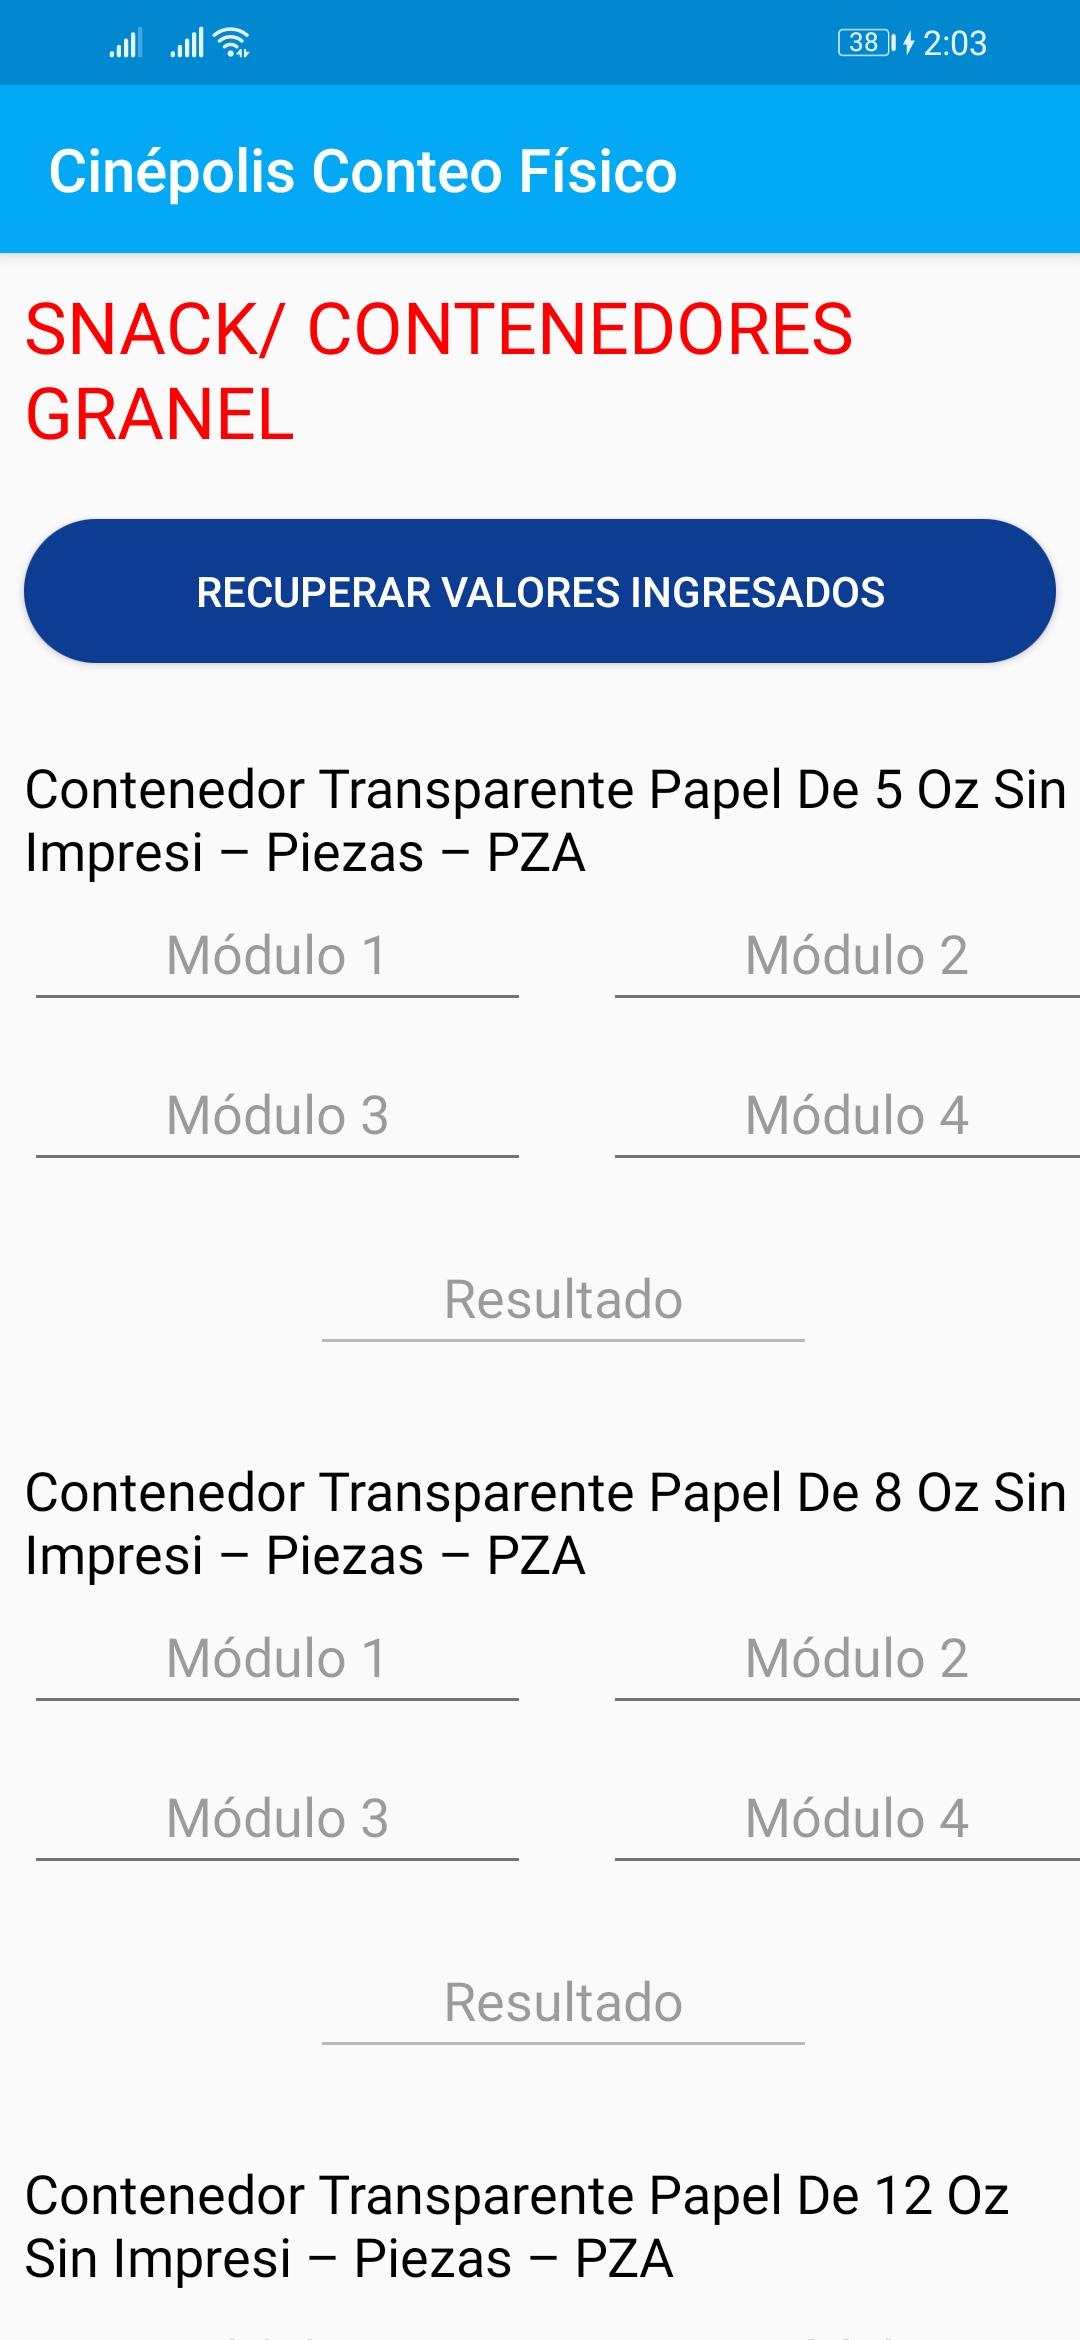 38 2:03
Cinépolis Conteo Físico
SNACK/ CONTENEDORES
GRANEL
RECUPERAR VALORES INGRESADOS
Contenedor Transparente Papel De 5 Oz Sin
Impresi – Piezas – PZA
Módulo 1 Módulo 2
Módulo 3 Módulo 4
Resultado
Contenedor Transparente Papel De 8 Oz Sin
Impresi – Piezas – PZA
Módulo 1 Módulo 2
Módulo 3 Módulo 4
Resultado
Contenedor Transparente Papel De 12 Oz
Sin Impresi – Piezas – PZA